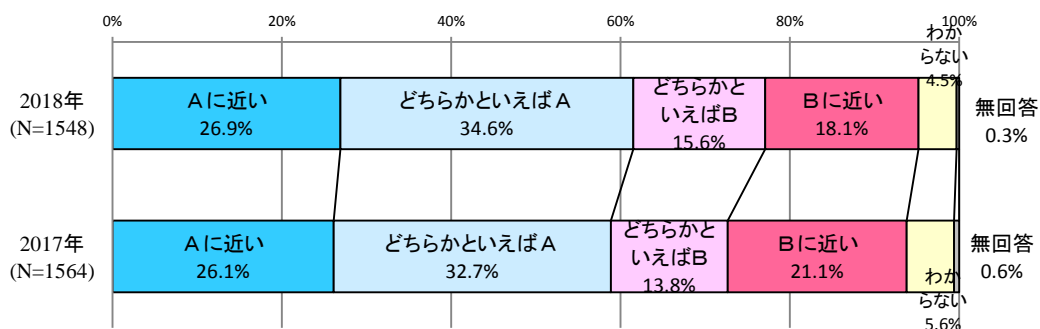 0%
20%
40%
60%
80%
100%
2018年
(N=1548)
Aに近い
26.9%
どちらかといえばA
34.6%
どちらかと
いえばB
15.6%
Bに近い
18.1%
わか
らない
4.5%
無回答
0.3%
2017年
(N=1564)
Aに近い
26.1%
どちらかといえばA
32.7%
どちらかと
いえばB
13.8%
Bに近い
21.1%
わか
らない
5.6%
無回答
0.6%